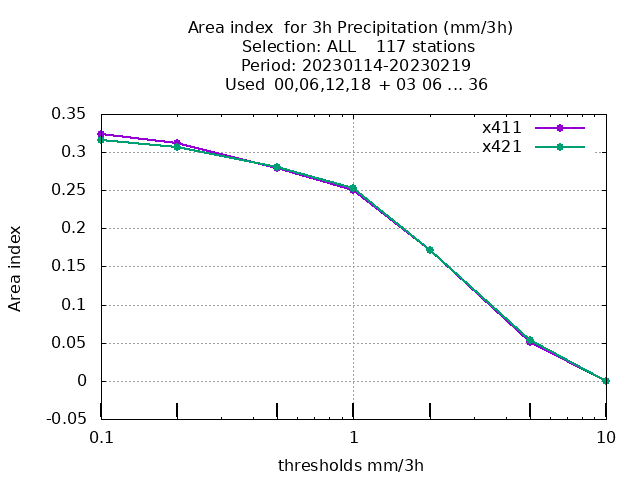 Area index  for 3h Precipitation (mm/3h)
Selection: ALL    117 stations
Period: 20230114-20230219
Used  00,06,12,18 + 03 06 ... 36
x411
x421
0.35
0.3
0.25
0.2
0.15
0.1
0.05
0
-0.05
Area index
0.1 1 10
thresholds mm/3h